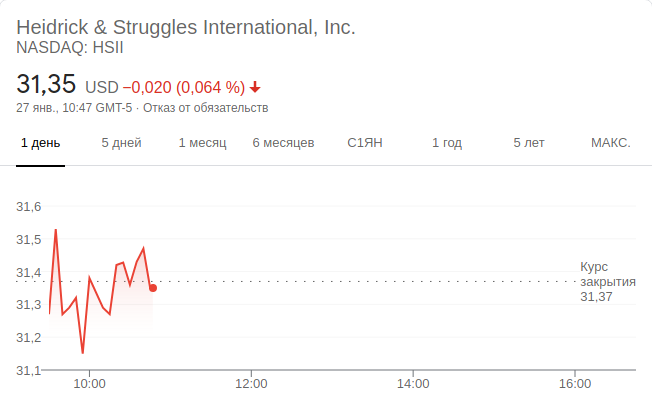 Heidrick & Struggles International, Inc.
NASDAQ: HSII
31,35 USD −0,020 (0,064 %)
27 янв., 10:47 GMT-5 · Отказ от обязательств
1 день 5 дней 1 месяц 6 месяцев С1ЯН 1 год 5 лет МАКС.
31,6
31,5
31,4
31,3
31,2
31,1
Курс
закрытия
31,37
10:00 12:00 14:00 16:00